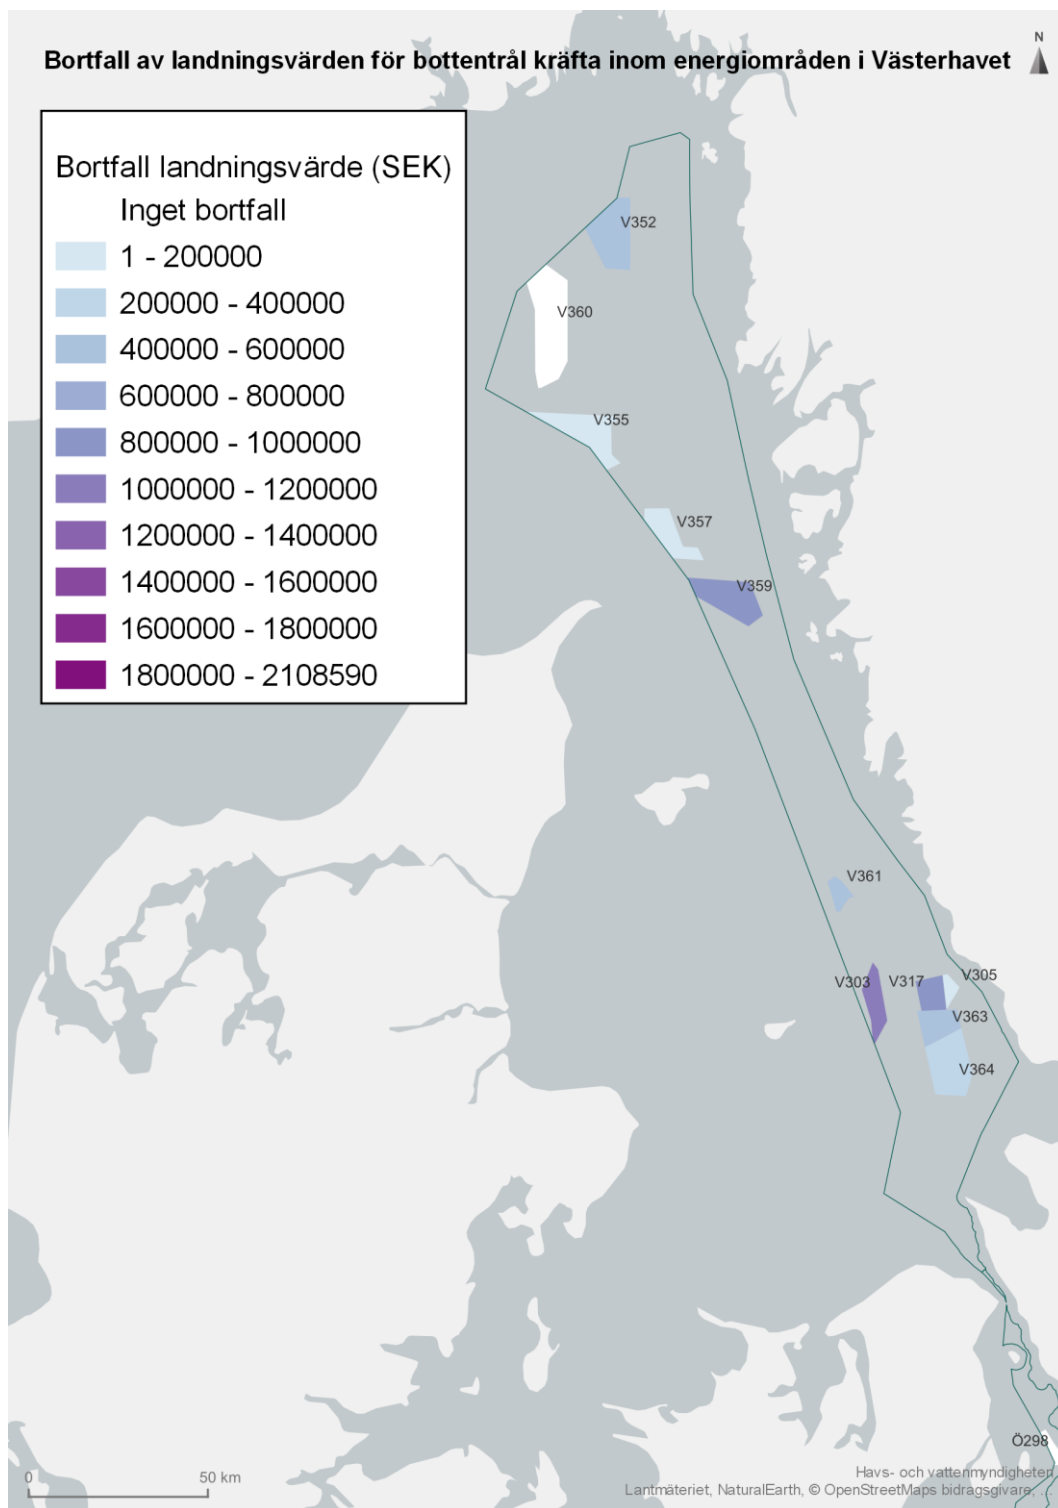 Bortfall av landningsvärden för bottentrål kräfta inom energiområden i Västerhavet
N
Bortfall landningsvärde (SEK)
Inget bortfall
1 - 200000
200000 - 400000
400000 - 600000
600000 - 800000
800000 - 1000000
1000000 - 1200000
1200000 - 1400000
1400000 - 1600000
1600000 - 1800000
1800000 - 2108590
V352
V360
V355
V357
V359
V361
V303
V317
V305
V363
V364
Ö298
0 50 km
Havs- och vattenmyndigheten
Lantmäteriet, NaturalEarth, © OpenStreetMaps bidragsgivare, ...